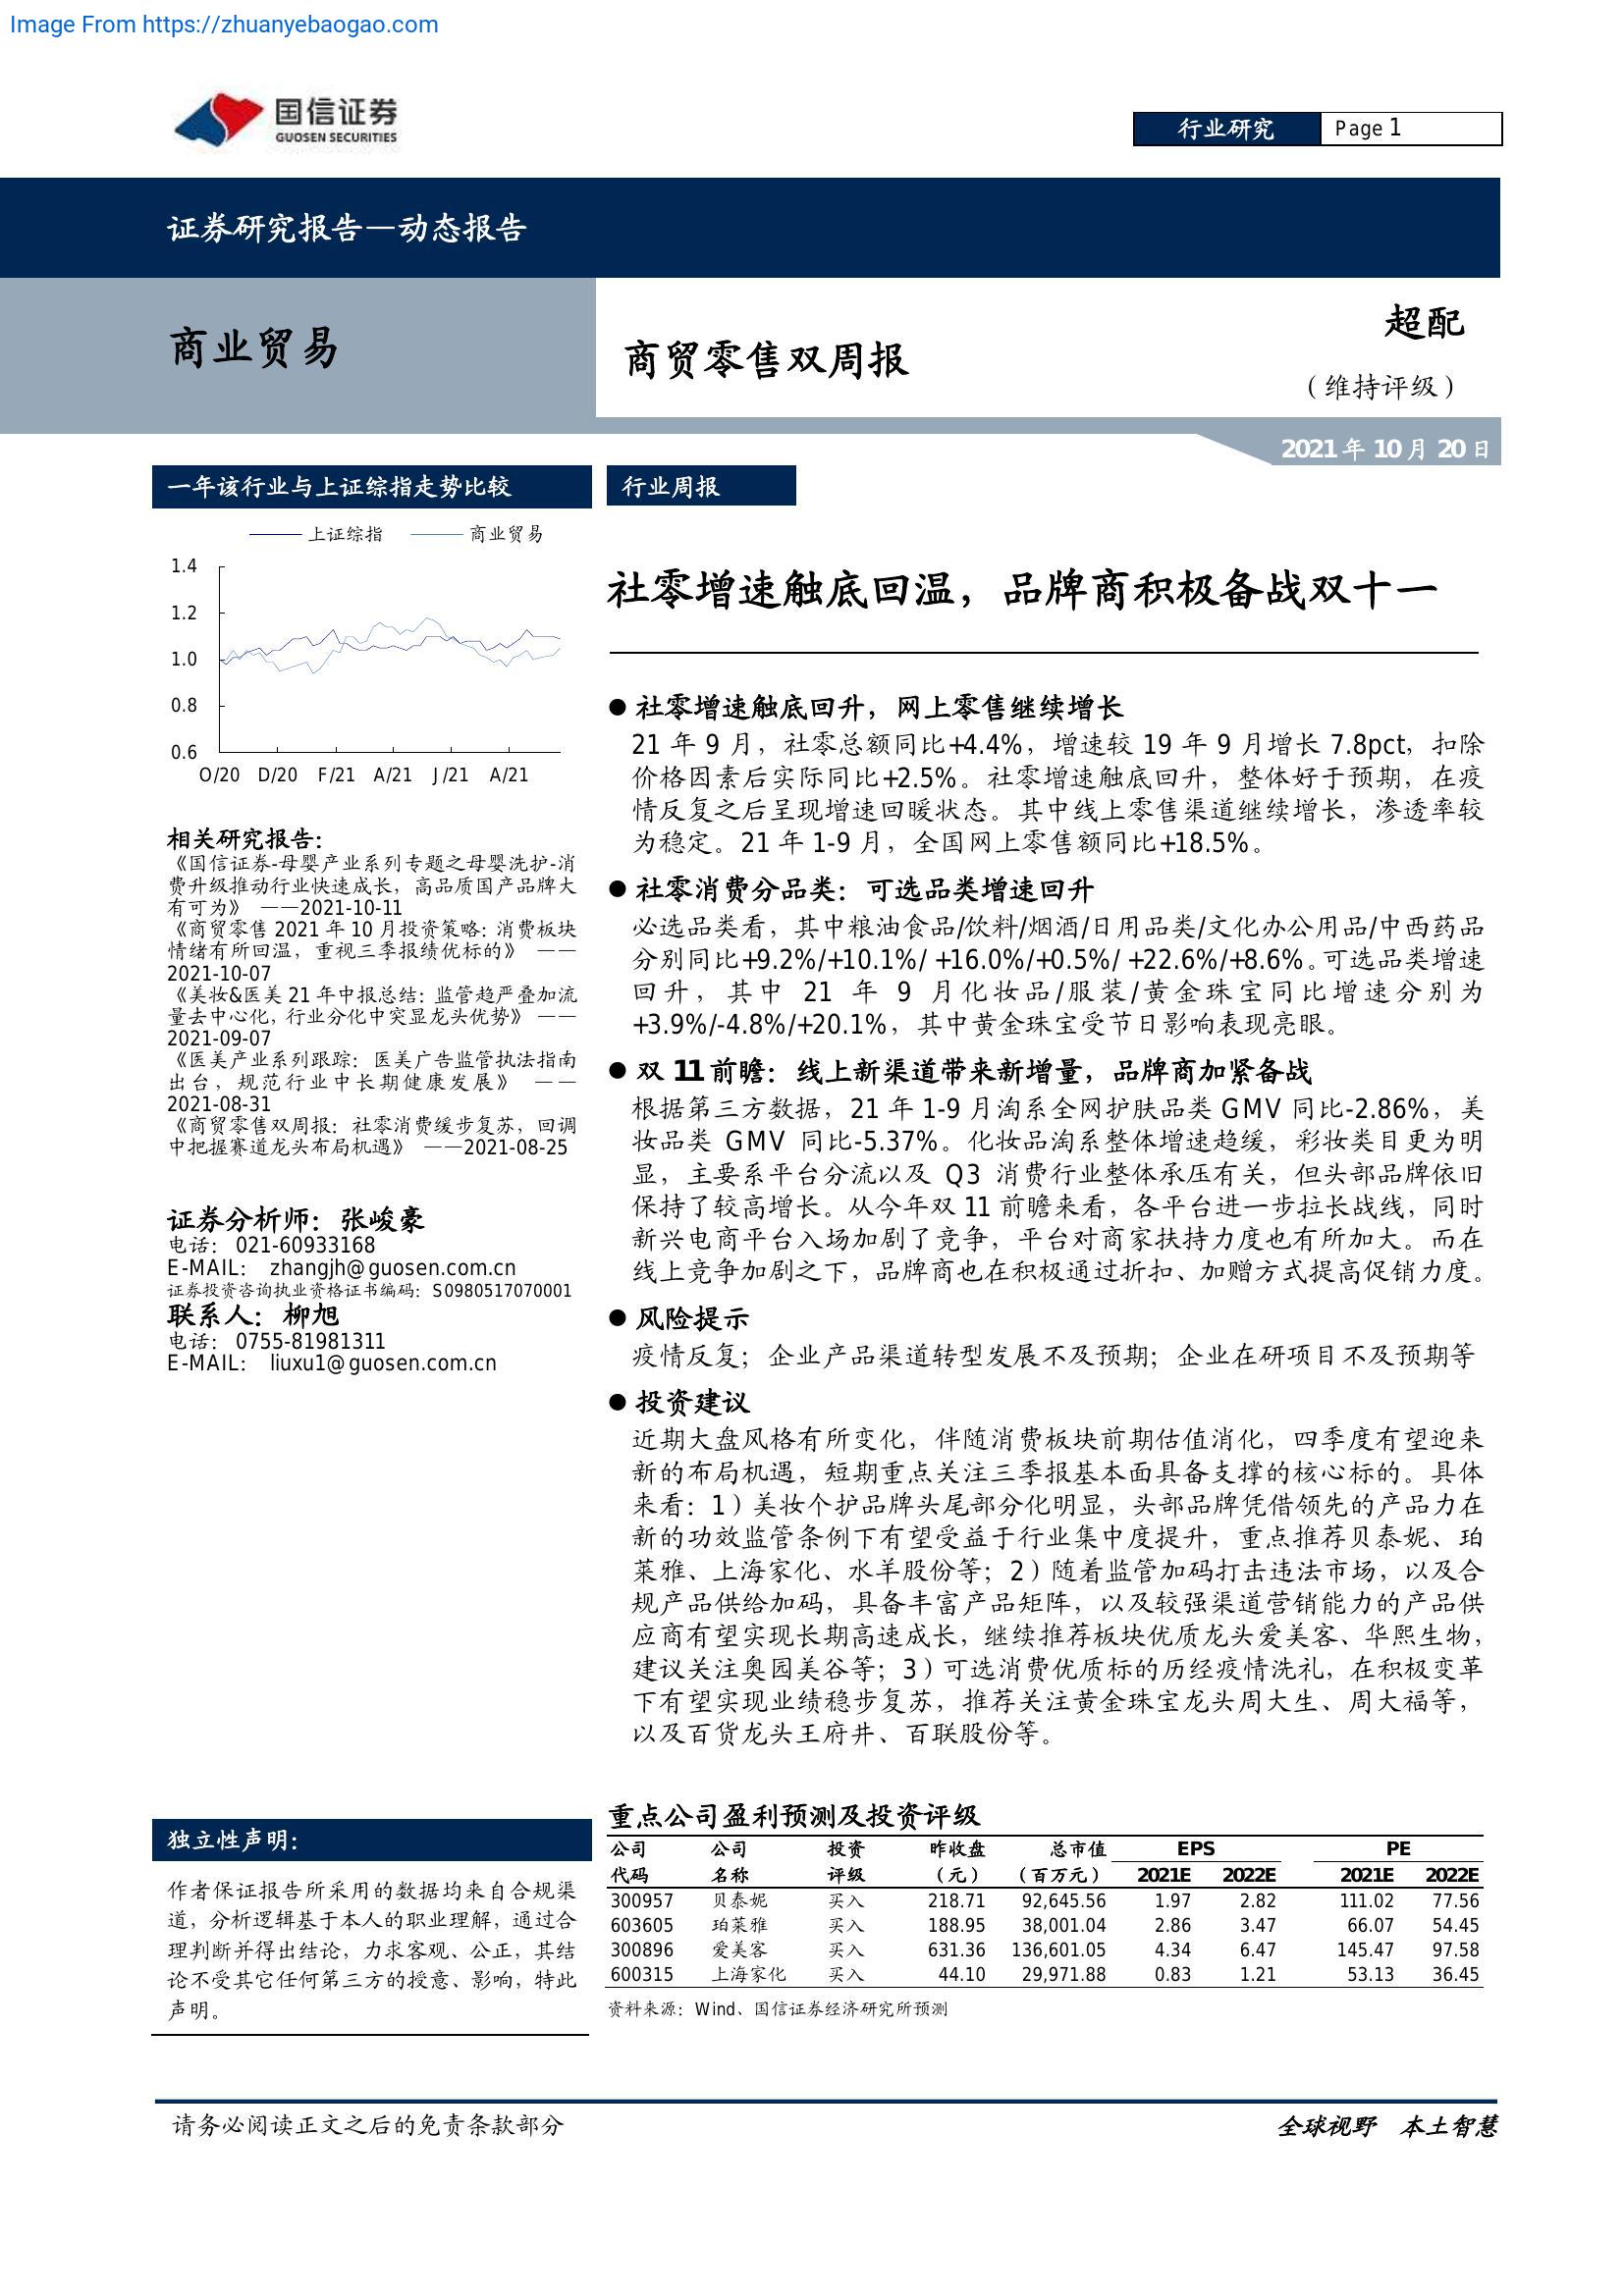 Image From https://zhuanyebaogao.com
国信证券
GUOSEN SECURITIES
行业研究
Page 1
证券研究报告—动态报告
商业贸易
商贸零售双周报
超配
（维持评级）
2021 年 10 月 20 日
一年该行业与上证综指走势比较
上证综指 商业贸易
1.4
1.2
1.0
0.8
0.6
O/20 D/20 F/21 A/21 J/21 A/21
相关研究报告：
《国信证券-母婴产业系列专题之母婴洗护-消
费升级推动行业快速成长，高品质国产品牌大
有可为》 ——2021-10-11
《商贸零售 2021 年 10 月投资策略：消费板块
情绪有所回温，重视三季报绩优标的》 ——
2021-10-07
《美妆&医美 21 年中报总结：监管趋严叠加流
量去中心化，行业分化中突显龙头优势》 ——
2021-09-07
《医美产业系列跟踪：医美广告监管执法指南
出台，规范行业中长期健康发展》 ——
2021-08-31
《商贸零售双周报：社零消费缓步复苏，回调
中把握赛道龙头布局机遇》 ——2021-08-25
证券分析师：张峻豪
电话： 021-60933168
E-MAIL： zhangjh@guosen.com.cn
证券投资咨询执业资格证书编码：S0980517070001
联系人：柳旭
电话： 0755-81981311
E-MAIL： liuxu1@guosen.com.cn
独立性声明：
作者保证报告所采用的数据均来自合规渠
道，分析逻辑基于本人的职业理解，通过合
理判断并得出结论，力求客观、公正，其结
论不受其它任何第三方的授意、影响，特此
声明。
行业周报
社零增速触底回温，品牌商积极备战双十一
● 社零增速触底回升，网上零售继续增长
21 年 9 月，社零总额同比+4.4%，增速较 19 年 9 月增长 7.8pct，扣除
价格因素后实际同比+2.5%。社零增速触底回升，整体好于预期，在疫
情反复之后呈现增速回暖状态。其中线上零售渠道继续增长，渗透率较
为稳定。21 年 1-9 月，全国网上零售额同比+18.5%。
● 社零消费分品类：可选品类增速回升
必选品类看，其中粮油食品/饮料/烟酒/日用品类/文化办公用品/中西药品
分别同比+9.2%/+10.1%/ +16.0%/+0.5%/ +22.6%/+8.6%。可选品类增速
回升，其中 21 年 9 月化妆品/服装/黄金珠宝同比增速分别为
+3.9%/-4.8%/+20.1%，其中黄金珠宝受节日影响表现亮眼。
● 双 11 前瞻：线上新渠道带来新增量，品牌商加紧备战
根据第三方数据，21 年 1-9 月淘系全网护肤品类 GMV 同比-2.86%，美
妆品类 GMV 同比-5.37%。化妆品淘系整体增速趋缓，彩妆类目更为明
显，主要系平台分流以及 Q3 消费行业整体承压有关，但头部品牌依旧
保持了较高增长。从今年双 11 前瞻来看，各平台进一步拉长战线，同时
新兴电商平台入场加剧了竞争，平台对商家扶持力度也有所加大。而在
线上竞争加剧之下，品牌商也在积极通过折扣、加赠方式提高促销力度。
● 风险提示
疫情反复；企业产品渠道转型发展不及预期；企业在研项目不及预期等
● 投资建议
近期大盘风格有所变化，伴随消费板块前期估值消化，四季度有望迎来
新的布局机遇，短期重点关注三季报基本面具备支撑的核心标的。具体
来看：1）美妆个护品牌头尾部分化明显，头部品牌凭借领先的产品力在
新的功效监管条例下有望受益于行业集中度提升，重点推荐贝泰妮、珀
莱雅、上海家化、水羊股份等；2）随着监管加码打击违法市场，以及合
规产品供给加码，具备丰富产品矩阵，以及较强渠道营销能力的产品供
应商有望实现长期高速成长，继续推荐板块优质龙头爱美客、华熙生物，
建议关注奥园美谷等；3）可选消费优质标的历经疫情洗礼，在积极变革
下有望实现业绩稳步复苏，推荐关注黄金珠宝龙头周大生、周大福等，
以及百货龙头王府井、百联股份等。
重点公司盈利预测及投资评级
公司 公司 投资 昨收盘 总市值 EPS PE
代码 名称 评级 （元） （百万元） 2021E 2022E 2021E 2022E
300957 贝泰妮 买入 218.71 92,645.56 1.97 2.82 111.02 77.56
603605 珀莱雅 买入 188.95 38,001.04 2.86 3.47 66.07 54.45
300896 爱美客 买入 631.36 136,601.05 4.34 6.47 145.47 97.58
600315 上海家化 买入 44.10 29,971.88 0.83 1.21 53.13 36.45
资料来源：Wind、国信证券经济研究所预测
请务必阅读正文之后的免责条款部分
全球视野 本土智慧